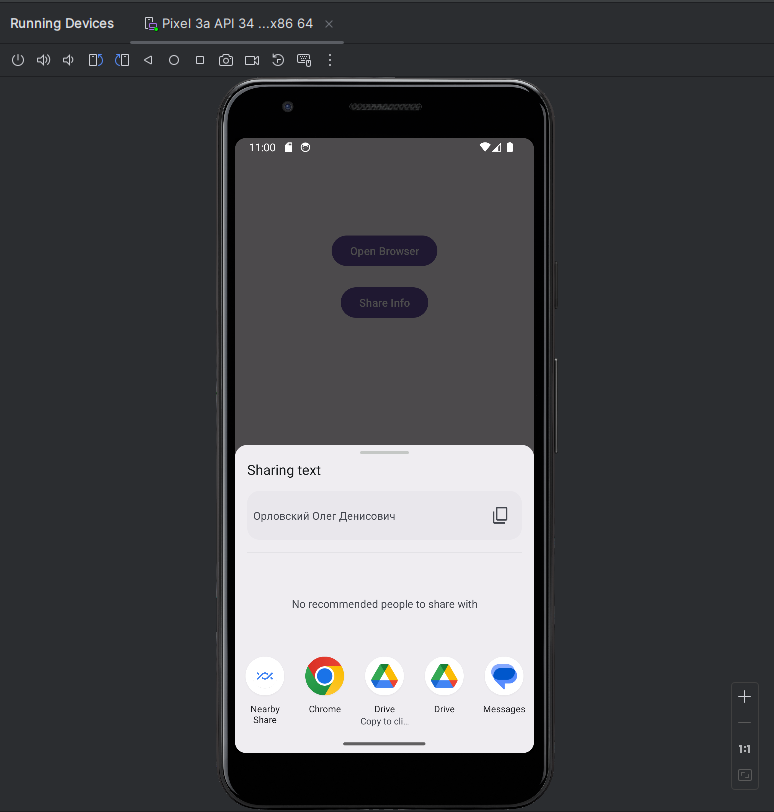 Running Devices
Pixel 3a API 34 ...x86 64
11:00
Open Browser
Share Info
Sharing text
Орловский Олег Денисович
No recommended people to share with
Nearby
Share
Chrome
Drive
Copy to cli...
Drive
Messages
1:1